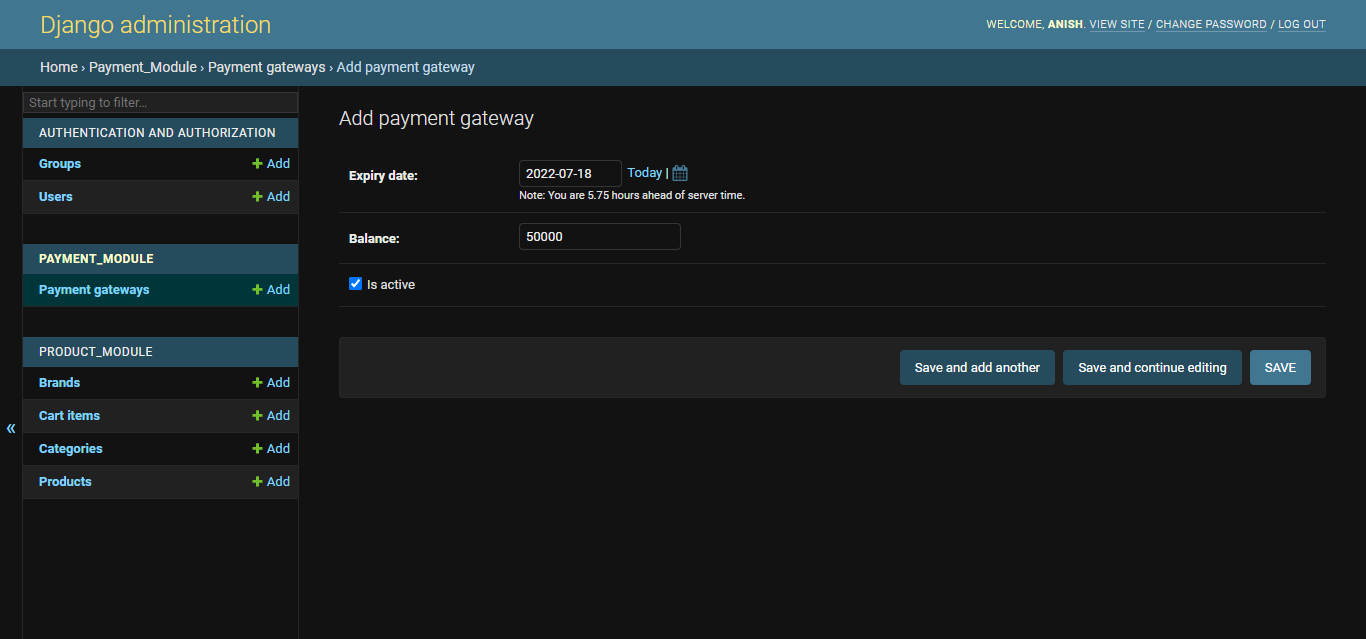 Django administration
WELCOME, ANISH. VIEW SITE / CHANGE PASSWORD / LOG OUT
Home › Payment_Module › Payment gateways › Add payment gateway
Start typing to filter...
AUTHENTICATION AND AUTHORIZATION
Groups Add
Users Add
PAYMENT_MODULE
Payment gateways Add
PRODUCT_MODULE
Brands Add
Cart items Add
Categories Add
Products Add
«
Add payment gateway
Expiry date: 2022-07-18 Today |
Note: You are 5.75 hours ahead of server time.
Balance: 50000
Is active
Save and add another Save and continue editing SAVE